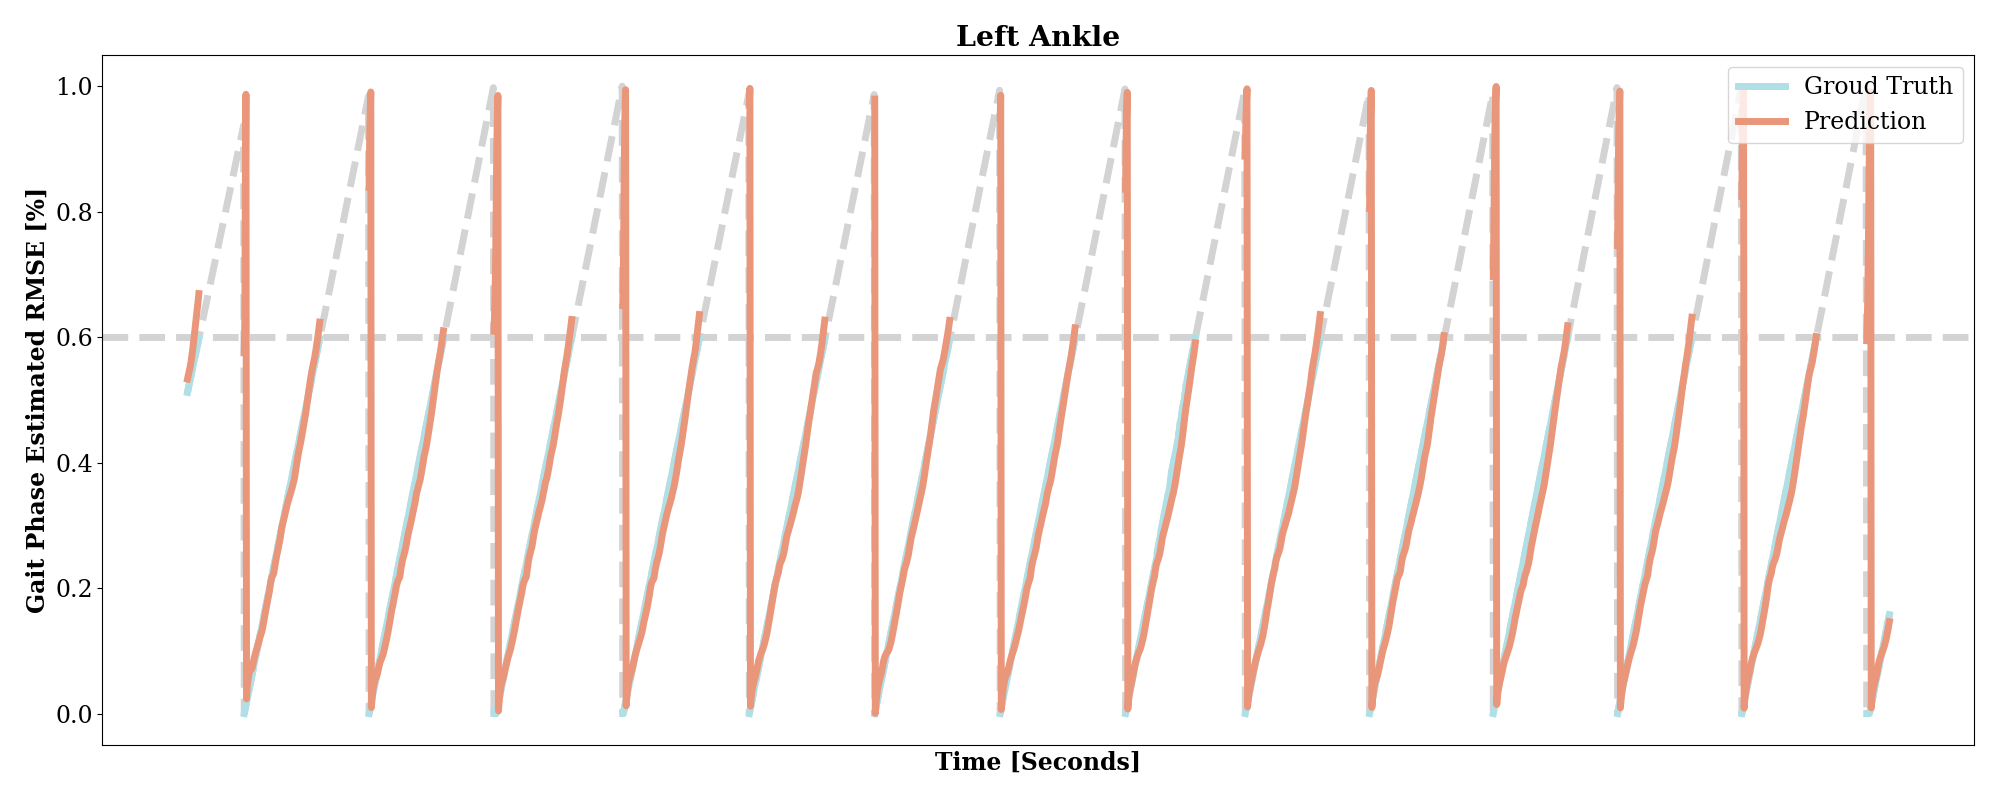 Left Ankle
Groud Truth
Prediction
Gait Phase Estimated RMSE [%]
1.0
0.8
0.6
0.4
0.2
0.0
Time [Seconds]